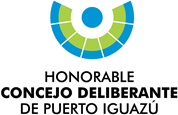 HONORABLE
CONCEJO DELIBERANTE
DE PUERTO IGUAZÚ